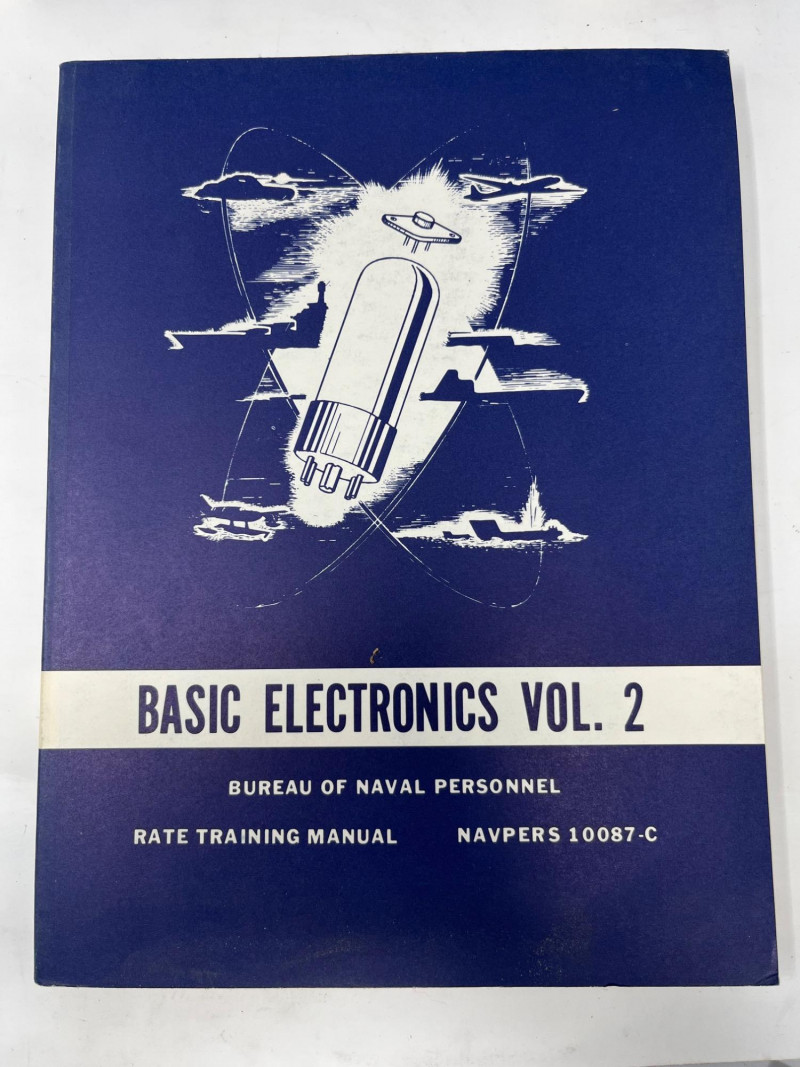 BASIC ELECTRONICS VOL. 2
BUREAU OF NAVAL PERSONNEL
RATE TRAINING MANUAL NAVPERS 10087-C